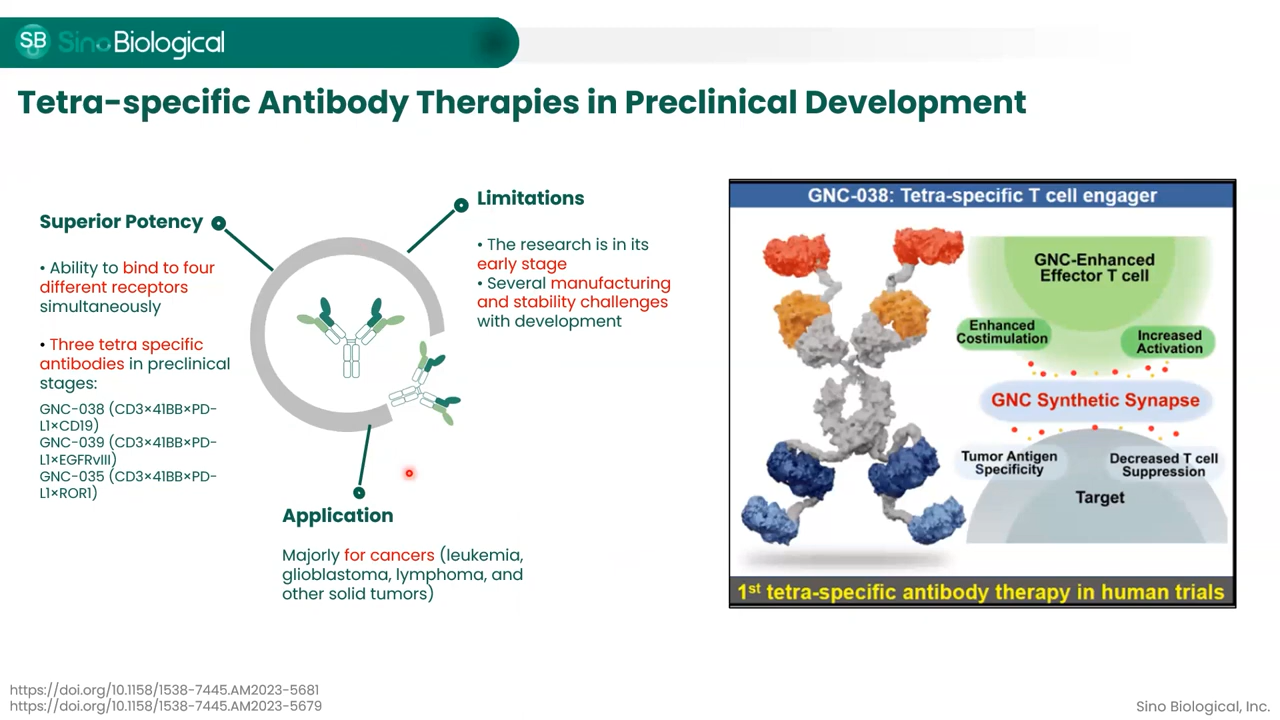 SB SinoBiological
Tetra-specific Antibody Therapies in Preclinical Development
Superior Potency
• Ability to bind to four
different receptors
simultaneously
• Three tetra specific
antibodies in preclinical
stages:
GNC-038 (CD3×41BB×PD-
L1×CD19)
GNC-039 (CD3×41BB×PD-
L1×EGFRvIII)
GNC-035 (CD3×41BB×PD-
L1×ROR1)
Limitations
• The research is in its
early stage
• Several manufacturing
and stability challenges
with development
Application
Majorly for cancers (leukemia,
glioblastoma, lymphoma, and
other solid tumors)
GNC-038: Tetra-specific T cell engager
GNC-Enhanced
Effector T cell
Enhanced
Costimulation
Increased
Activation
GNC Synthetic Synapse
Tumor Antigen
Specificity
Decreased T cell
Suppression
Target
1st tetra-specific antibody therapy in human trials
https://doi.org/10.1158/1538-7445.AM2023-5681
https://doi.org/10.1158/1538-7445.AM2023-5679
Sino Biological, Inc.